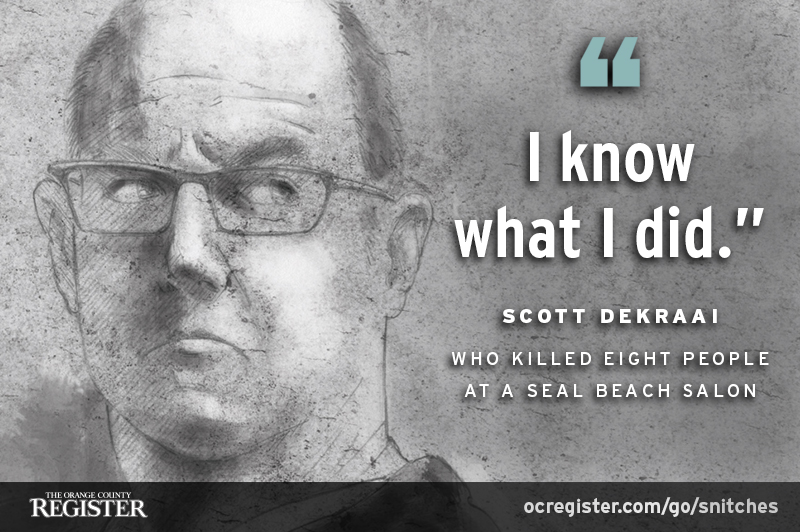 “
I know
what I did.”
SCOTT DEKRAAI
WHO KILLED EIGHT PEOPLE
AT A SEAL BEACH SALON
THE ORANGE COUNTY
REGISTER
ocregister.com/go/snitches